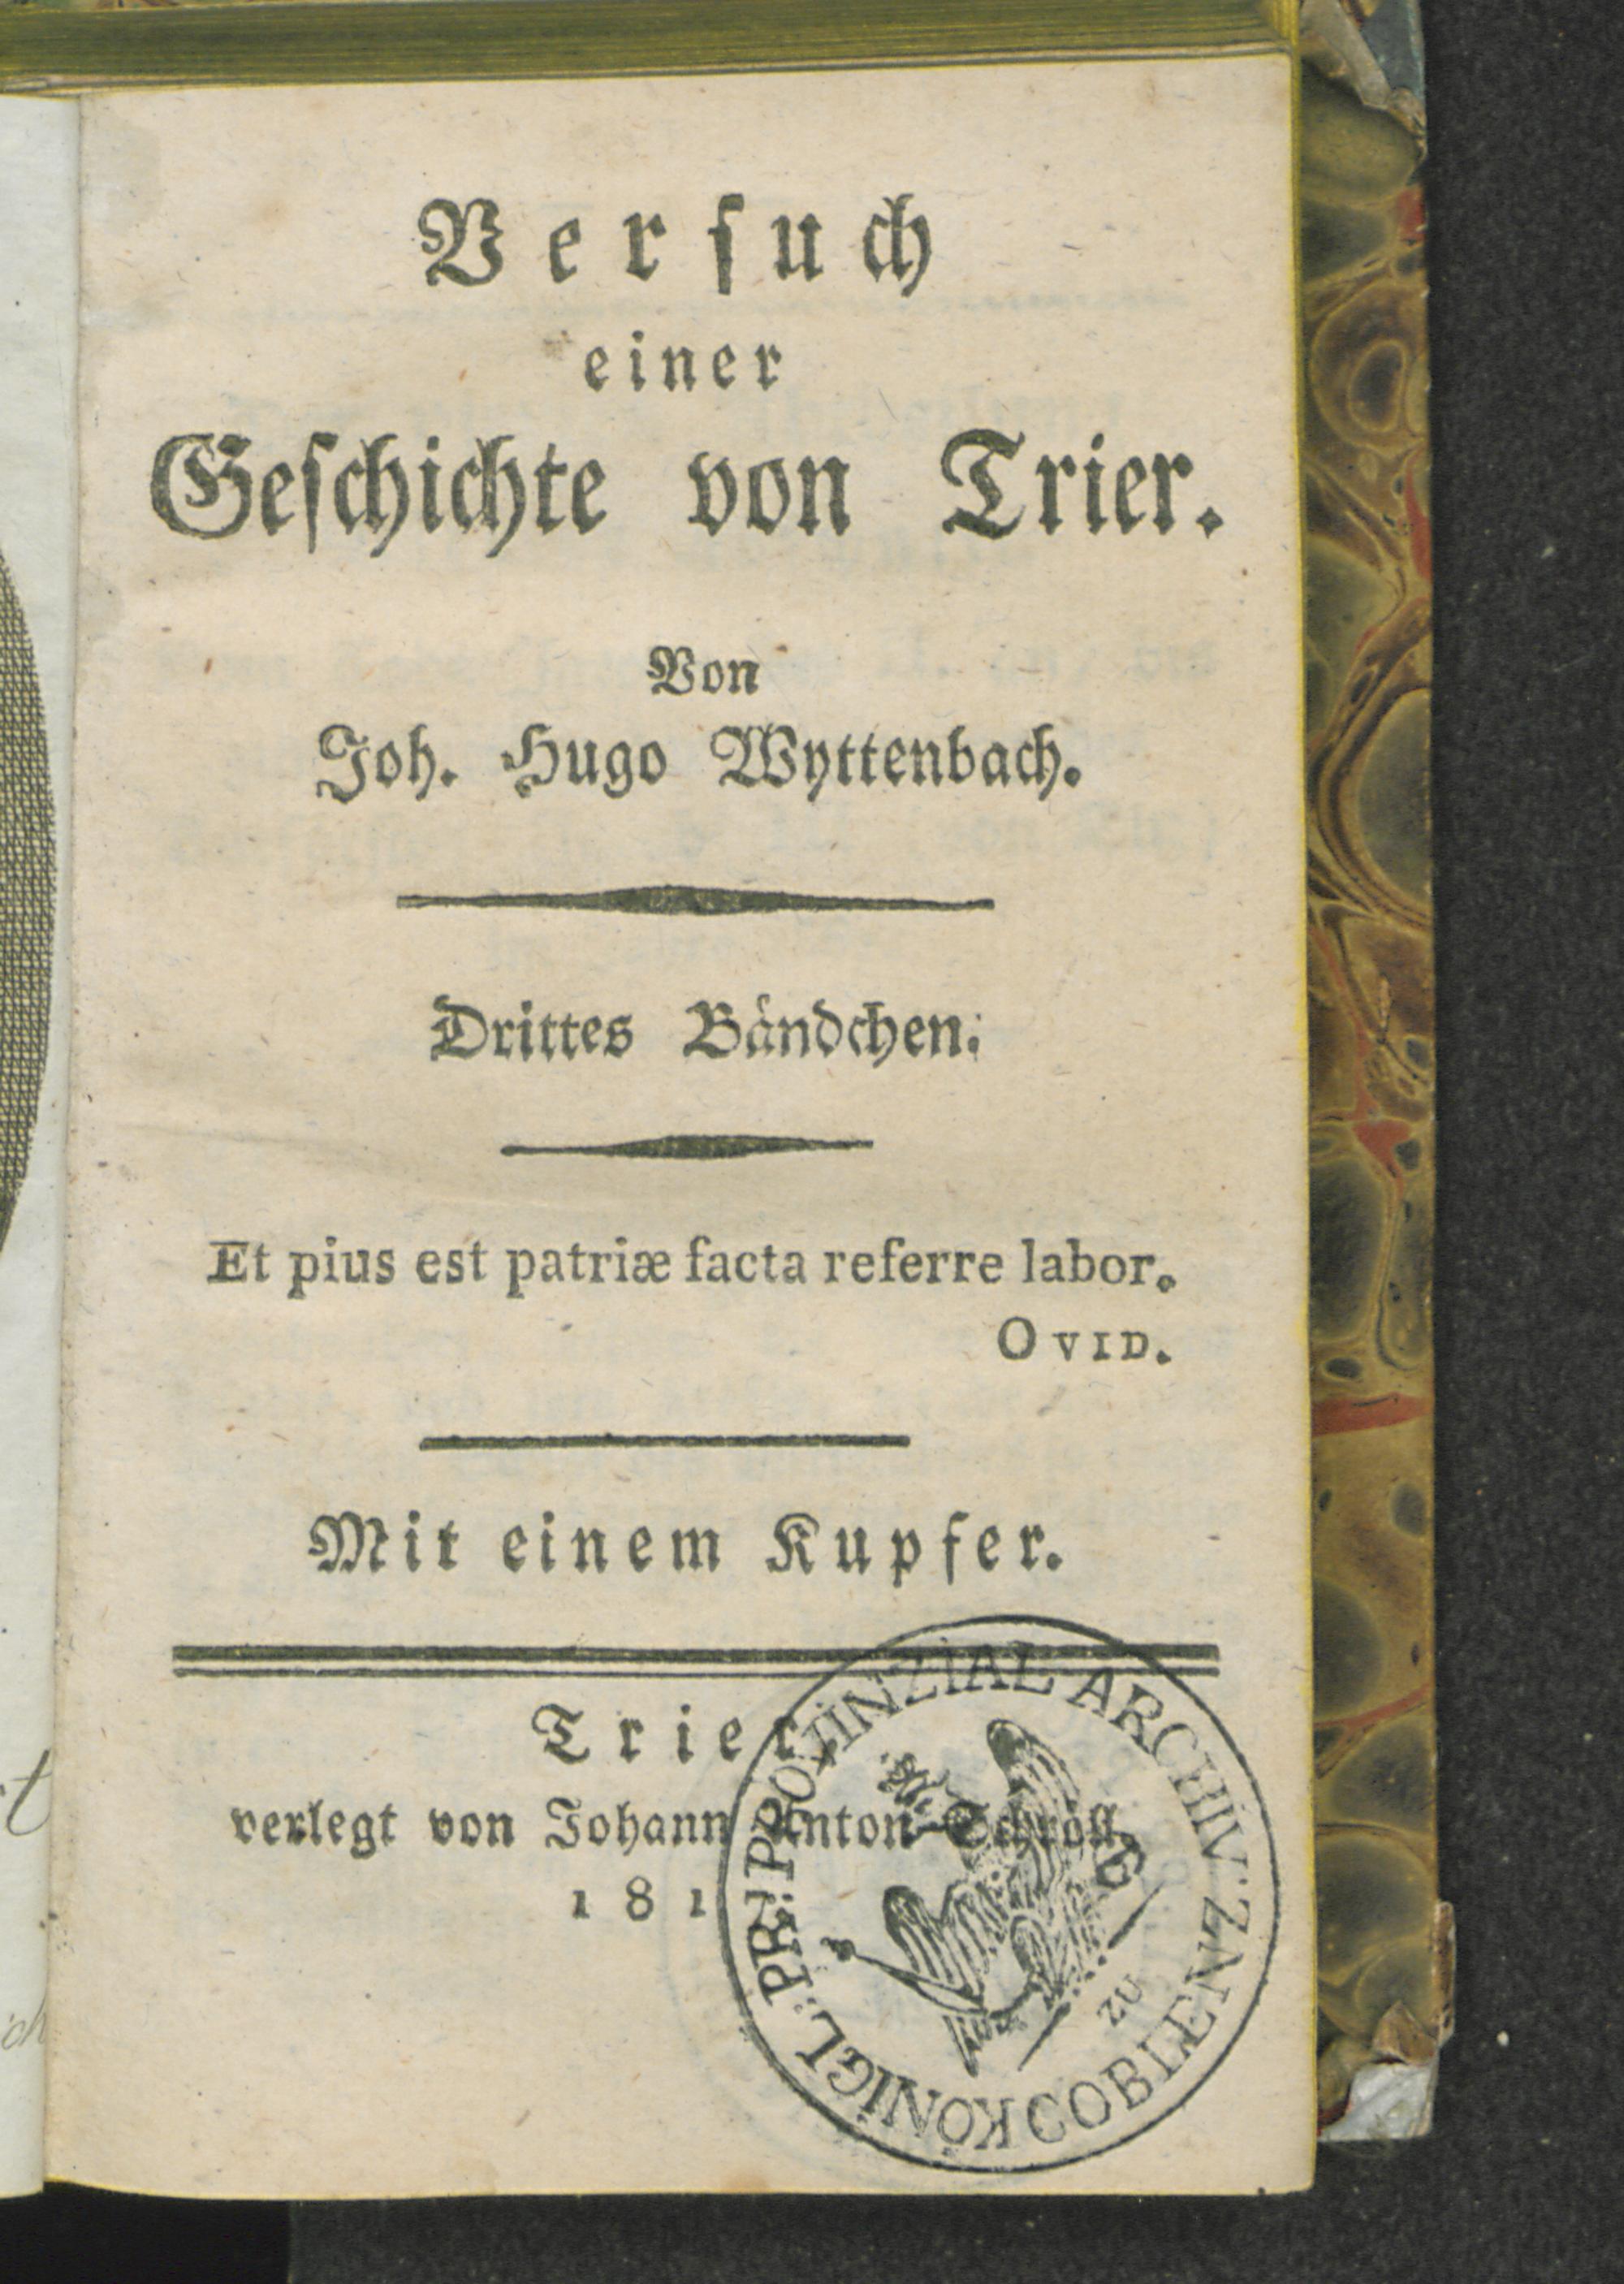 Versuch
einer
Geschichte von Trier.
Von
Joh. Hugo Wyttenbach.
Drittes Bändchen.
Et pius est patriæ facta referre labor.
OVID.
Mit einem Kupfer.
Trier,
verlegt von Johann Anton Schröll.
181
KÖNIGL: PR: PROVINZIAL ARCHIV
ZU
COBLENZ